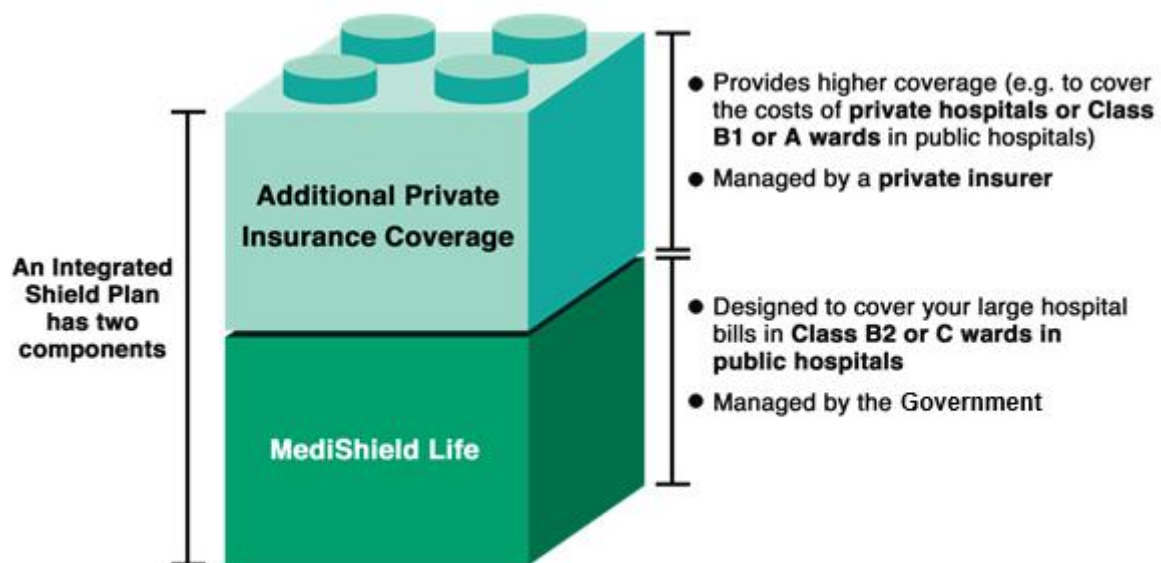 An Integrated
Shield Plan
has two
components
Additional Private
Insurance Coverage
MediShield Life
● Provides higher coverage (e.g. to cover
the costs of private hospitals or Class
B1 or A wards in public hospitals)
● Managed by a private insurer
● Designed to cover your large hospital
bills in Class B2 or C wards in
public hospitals
● Managed by the Government